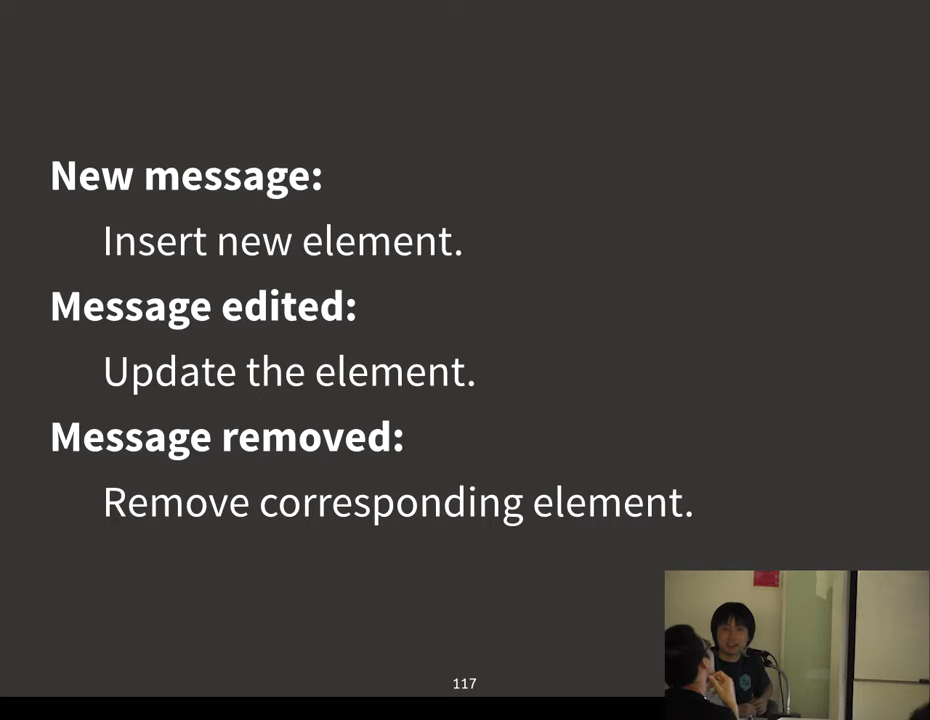 New message:
Insert new element.
Message edited:
Update the element.
Message removed:
Remove corresponding element.
117